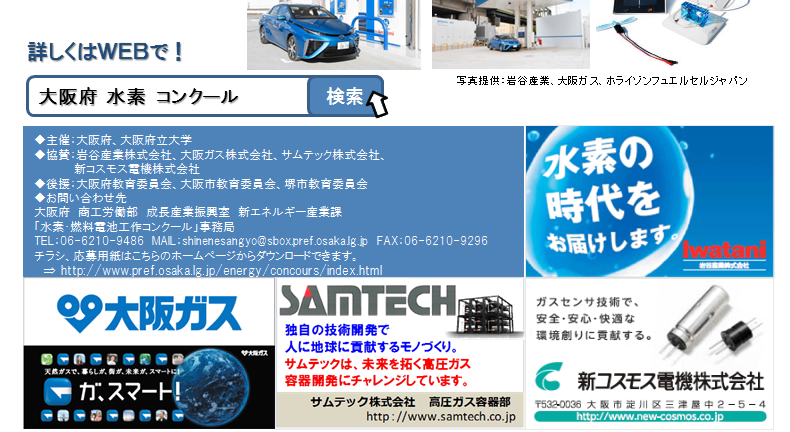 詳しくはWEBで！
写真提供：岩谷産業、大阪ガス、ホライゾンフュエルセルジャパン
大阪府 水素 コンクール
検索
◆主催：大阪府、大阪府立大学
◆協賛：岩谷産業株式会社、大阪ガス株式会社、サムテック株式会社、
新コスモス電機株式会社
◆後援：大阪府教育委員会、大阪市教育委員会、堺市教育委員会
◆お問い合わせ先
大阪府 商工労働部 成長産業振興室 新エネルギー産業課
「水素・燃料電池工作コンクール」事務局
TEL：06-6210-9486 MAIL：shinenesangyo@sbox.pref.osaka.lg.jp FAX：06-6210-9296
チラシ、応募用紙はこちらのホームページからダウンロードできます。
⇒ http://www.pref.osaka.lg.jp/energy/concours/index.html
水素の
時代を
お届けします。
Iwatani
岩谷産業株式会社
大阪ガス
大阪ガス
天然ガスで、暮らしが、街が、未来が、スマートに!
ガ、スマート!
SAMTECH
独自の技術開発で
人に地球に貢献するモノづくり。
サムテックは、未来を拓く高圧ガス
容器開発にチャレンジしています。
サムテック株式会社 高圧ガス容器部
http://www.samtech.co.jp
ガスセンサ技術で、
安全・安心・快適な
環境創りに貢献する。
新コスモス電機株式会社
〒532-0036 大阪市淀川区三津屋中2-5-4
http://www.new-cosmos.co.jp